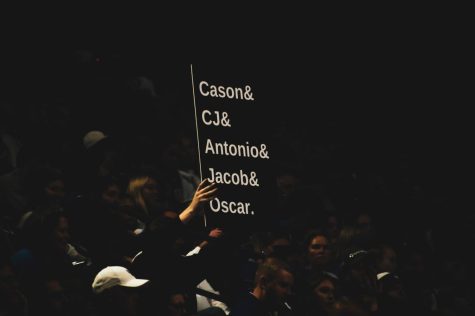 Cason&
CJ&
Antonio&
Jacob&
Oscar.